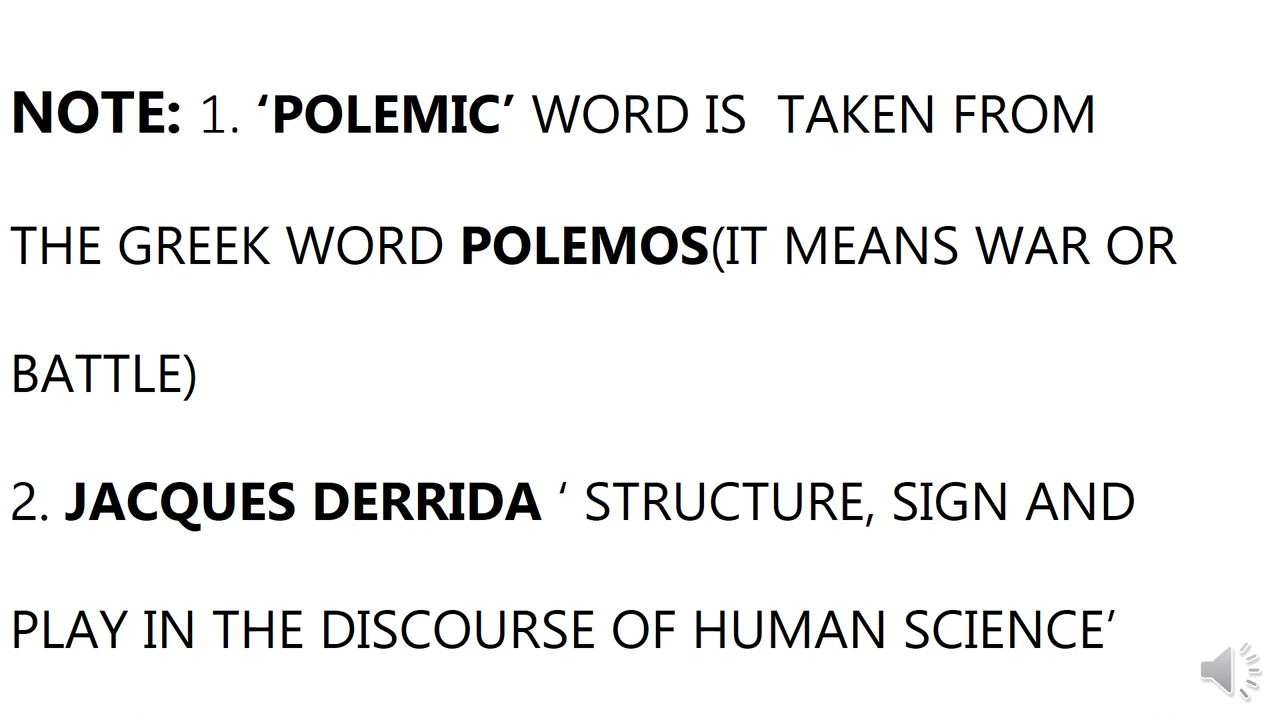 NOTE: 1. ‘POLEMIC’ WORD IS  TAKEN FROM
THE GREEK WORD POLEMOS(IT MEANS WAR OR
BATTLE)
2. JACQUES DERRIDA ‘ STRUCTURE, SIGN AND
PLAY IN THE DISCOURSE OF HUMAN SCIENCE’